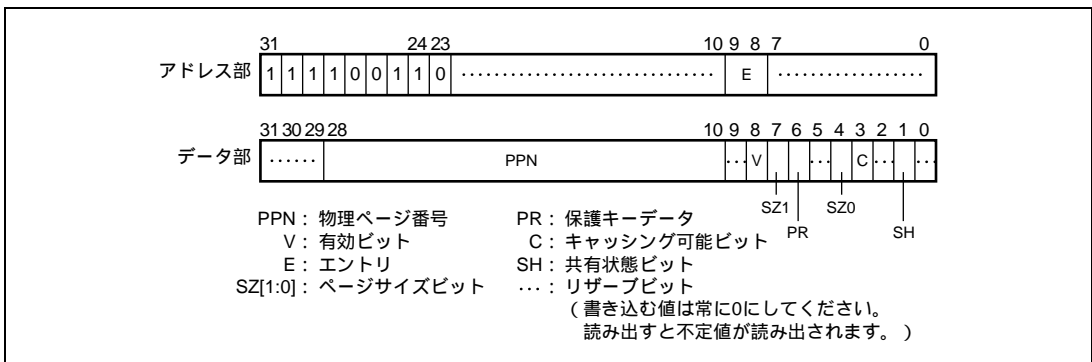 31 24 23 10 9 8 7 0
アドレス部 1 1 1 1 0 0 1 1 0 ……………………… E ………………
31 30 29 28 10 9 8 7 6 5 4 3 2 1 0
データ部 …… PPN … V … C … …
SZ1 SZ0
PR SH
PPN : 物理ページ番号 PR : 保護キーデータ
V : 有効ビット C : キャッシング可能ビット
E : エントリ SH : 共有状態ビット
SZ[1:0] : ページサイズビット … : リザーブビット
(書き込む値は常に0にしてください。
読み出すと不定値が読み出されます。)